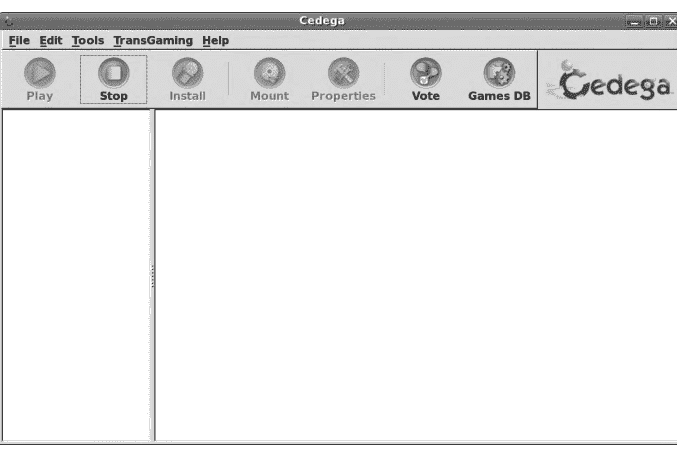 Cedega
File Edit Tools TransGaming Help
Play Stop Install Mount Properties Vote Games DB
Cedega